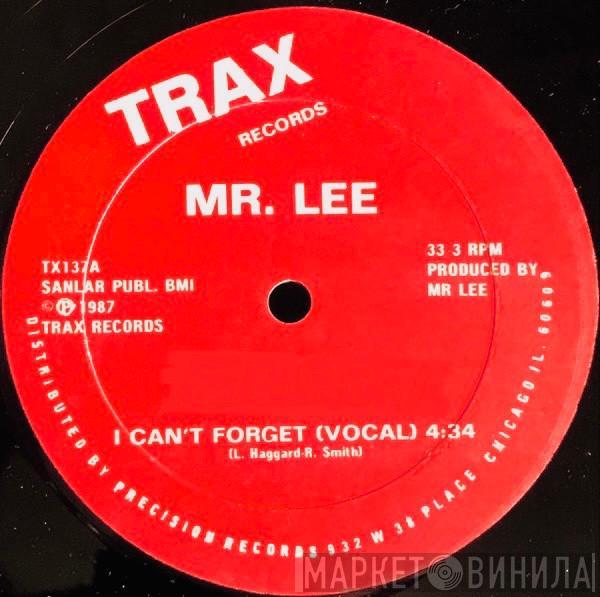 TRAX
RECORDS
MR. LEE
TX137A
SANLAR PUBL. BMI
© ℗ 1987
TRAX RECORDS
33 3 RPM
PRODUCED BY
MR LEE
I CAN'T FORGET (VOCAL) 4:34
(L. Haggard-R. Smith)
DISTRIBUTED BY PRECISION RECORDS 932 W 38 PLACE CHICAGO IL. 60609
МАРКЕТ ВИНИЛА